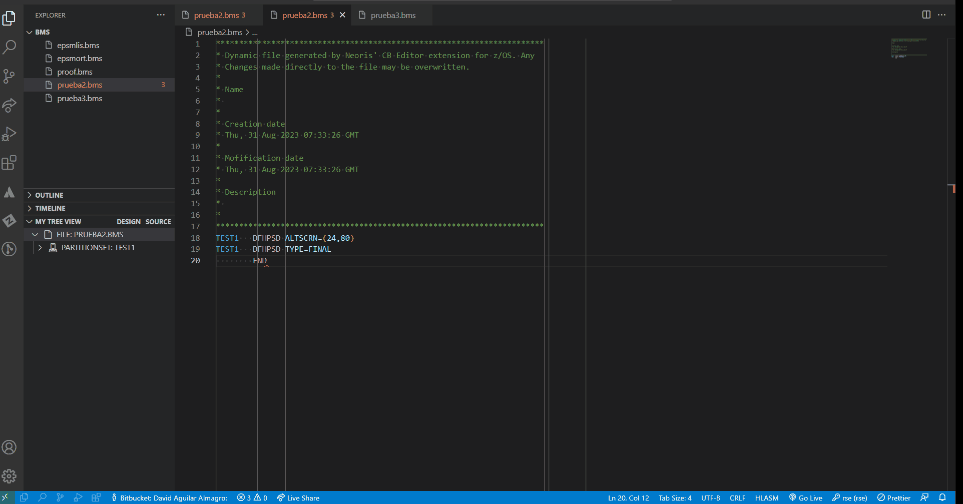 EXPLORER ...
BMS
epsmlis.bms
epsmort.bms
proof.bms
prueba2.bms 3
prueba3.bms
OUTLINE
TIMELINE
MY TREE VIEW DESIGN SOURCE
FILE: PRUEBA2.BMS
PARTITIONSET: TEST1
prueba2.bms 3 prueba2.bms 3 prueba3.bms
prueba2.bms > ...
1 ***********************************************************************
2 * Dynamic file generated by Neoris' CB Editor extension for z/OS. Any
3 * Changes made directly to the file may be overwritten.
4 *
5 * Name
6 *
7 *
8 * Creation date
9 * Thu, 31 Aug 2023 07:33:26 GMT
10 *
11 * Motification date
12 * Thu, 31 Aug 2023 07:33:26 GMT
13 *
14 * Description
15 *
16 *
17 ***********************************************************************
18 TEST1 DFHPSD ALTSCRN=(24,80)
19 TEST1 DFHPSD TYPE=FINAL
20 END
Bitbucket: David Aguilar Almagro: 3 0 Live Share Ln 20, Col 12 Tab Size: 4 UTF-8 CRLF HLASM Go Live rse (rse) Prettier